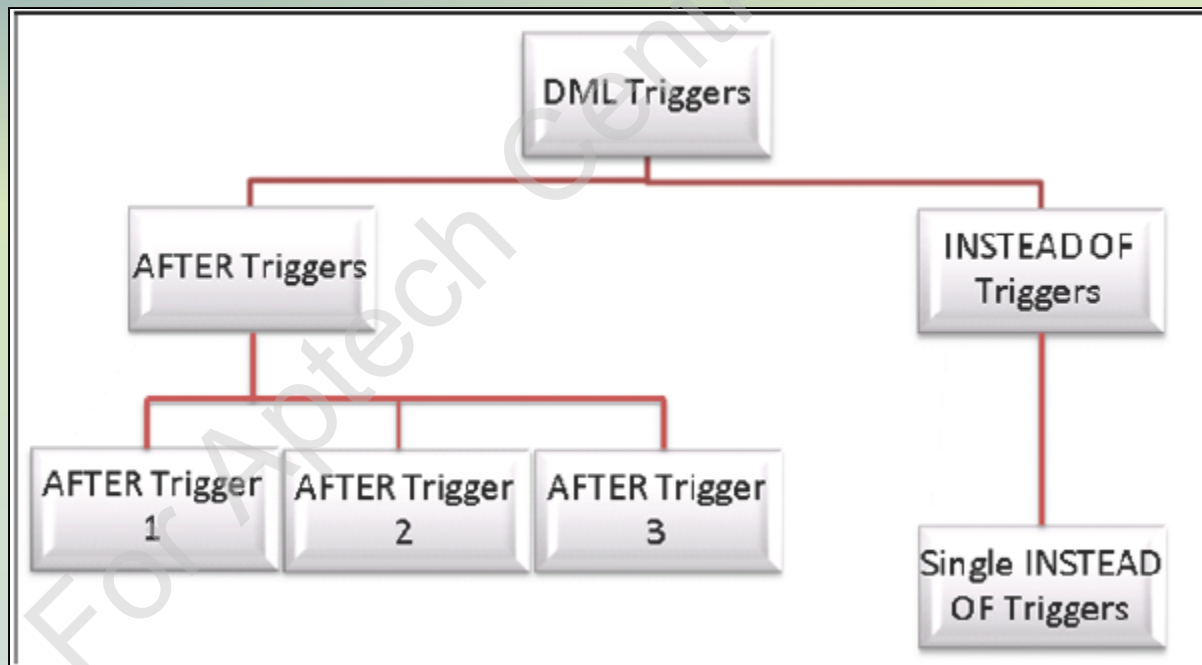 DML Triggers
AFTER Triggers
INSTEAD OF
Triggers
AFTER Trigger
1
AFTER Trigger
2
AFTER Trigger
3
Single INSTEAD
OF Triggers
For Aptech Cent